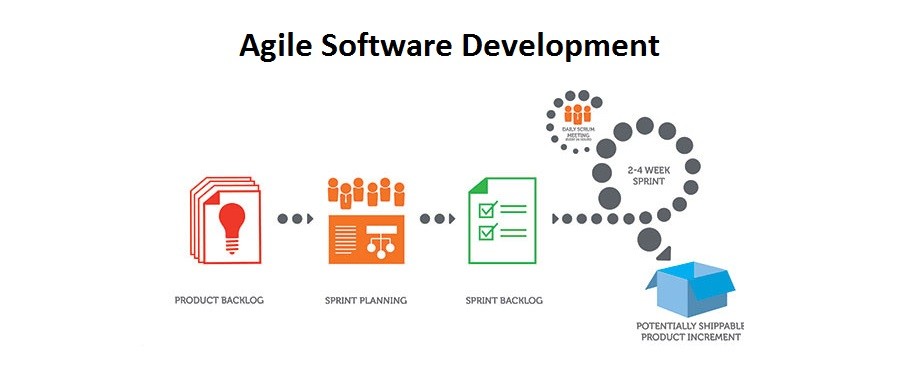 Agile Software Development
DAILY SCRUM
MEETING
2-4 WEEK
SPRINT
PRODUCT BACKLOG
SPRINT PLANNING
SPRINT BACKLOG
POTENTIALLY SHIPPABLE
PRODUCT INCREMENT